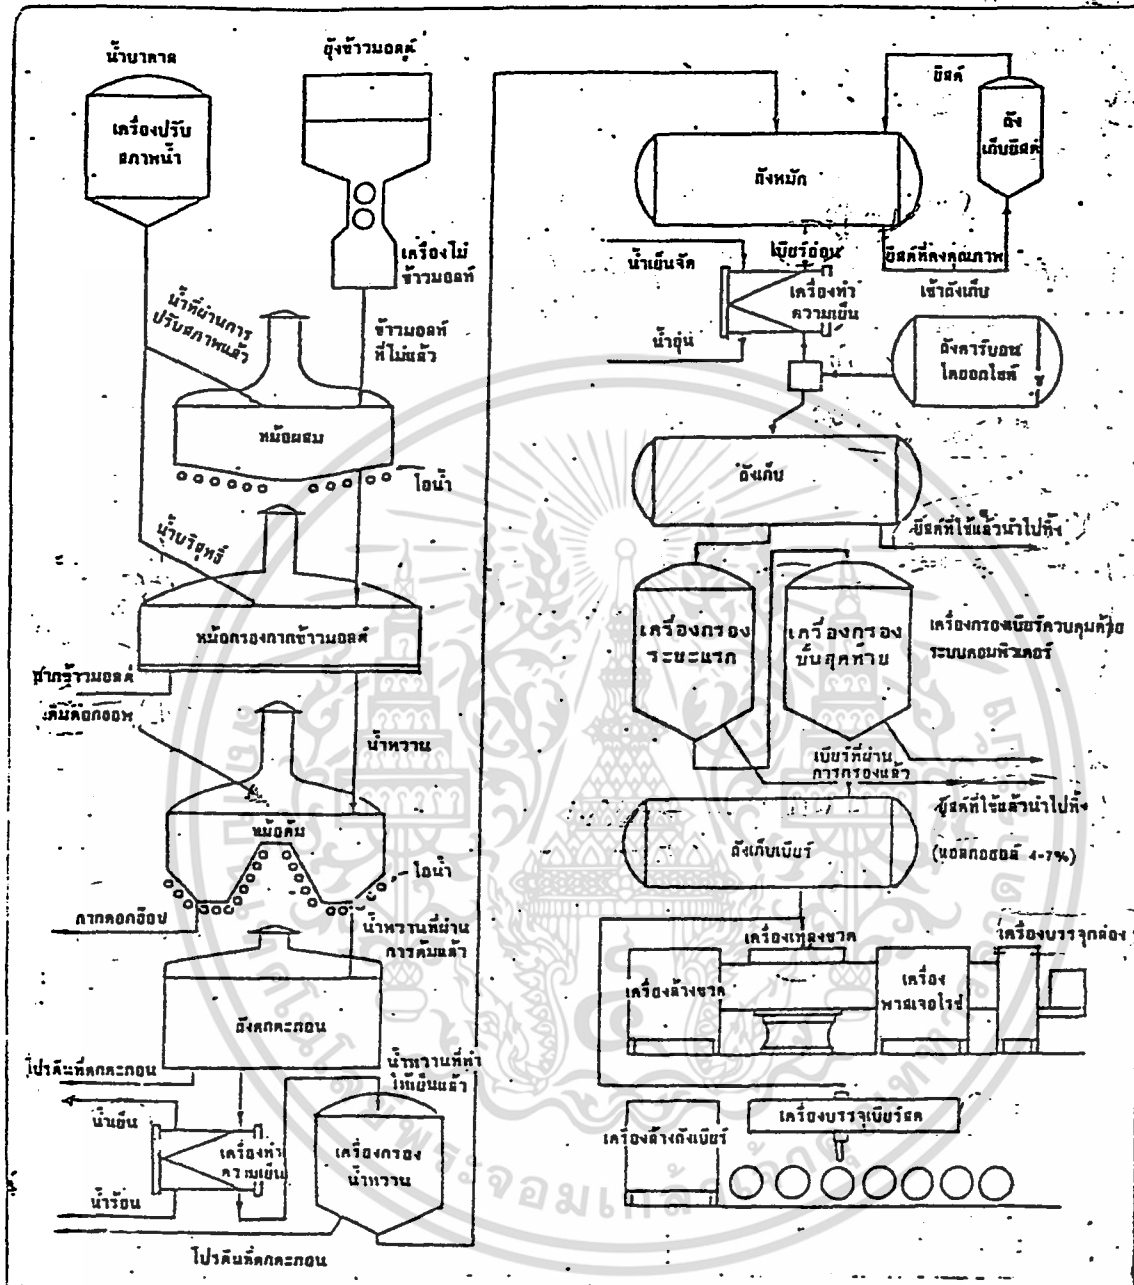 น้ำบาดาล
ยุ้งข้าวมอลต์
เครื่องปรับ
สภาพน้ำ
เครื่องโม่
ข้าวมอลท์
น้ำที่ผ่านการ
ปรับสภาพแล้ว
ข้าวมอลท์
ที่โม่แล้ว
หม้อผสม
ไอน้ำ
น้ำบริสุทธิ์
หม้อกรองกากข้าวมอลต์
ซากข้าวมอลต์
เติมด๊อกฮอพ
น้ำหวาน
หม้อต้ม
ไอน้ำ
กากดอกฮ็อป
น้ำหวานที่ผ่าน
การต้มแล้ว
ถังตกตะกอน
โปรตีนที่ตกตะกอน
น้ำหวานที่ทำ
ให้เย็นแล้ว
น้ำเย็น
เครื่องทำ
ความเย็น
น้ำร้อน
เครื่องกรอง
น้ำหวาน
โปรตีนที่ตกตะกอน
ยีสต์
ถัง
เก็บยีสต์
ถังหมัก
น้ำเย็นจัด
เบียร์อ่อน
ยีสต์ที่คงคุณภาพ
เข้าถังเก็บ
เครื่องทำ
ความเย็น
น้ำอุ่น
ถังคาร์บอน
ไดออกไซด์
ถังเก็บ
ยีสต์ที่ใช้แล้วนำไปทิ้ง
เครื่องกรอง
ระยะแรก
เครื่องกรอง
ขั้นสุดท้าย
เครื่องกรองเบียร์ควบคุมด้วย
ระบบคอมพิวเตอร์
เบียร์ที่ผ่าน
การกรองแล้ว
ยีสต์ที่ใช้แล้วนำไปทิ้ง
ถังเก็บเบียร์
(แอลกอฮอล์ 4-7%)
เครื่องล้างขวด
เครื่องเทลงขวด
เครื่อง
พาสเจอไรซ์
เครื่องบรรจุกล่อง
เครื่องล้างถังเบียร์
เครื่องบรรจุเบียร์สด